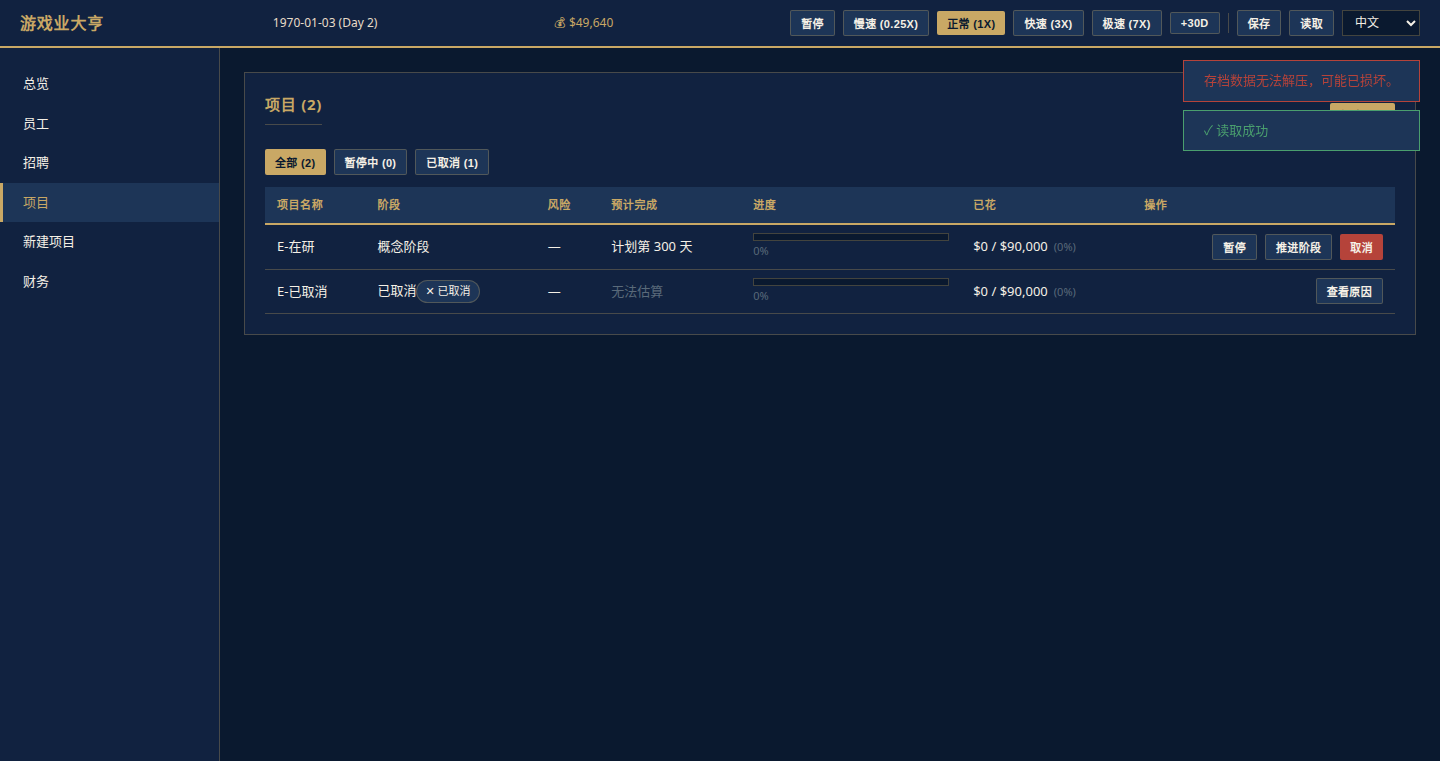 游戏业大亨
1970-01-03 (Day 2)
💰 $49,640
暂停 慢速 (0.25X) 正常 (1X) 快速 (3X) 极速 (7X) +30D 保存 读取 中文
总览
员工
招聘
项目
新建项目
财务
存档数据无法解压，可能已损坏。
✓ 读取成功
项目 (2)
全部 (2) 暂停中 (0) 已取消 (1)
项目名称 阶段 风险 预计完成 进度 已花 操作
E-在研 概念阶段 — 计划第 300 天 0% $0 / $90,000 (0%) 暂停 推进阶段 取消
E-已取消 已取消 ✕ 已取消 — 无法估算 0% $0 / $90,000 (0%) 查看原因